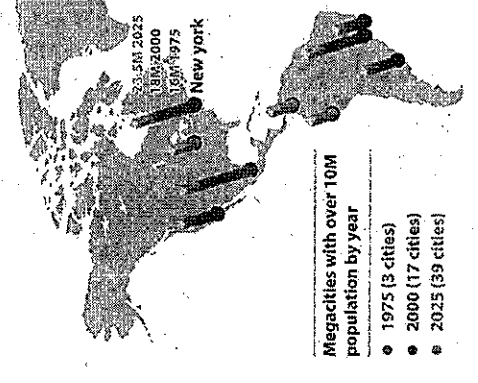 23.5M 2025
18M 2000
16M 1975
New york
Megacities with over 10M
population by year
1975 (3 cities)
2000 (17 cities)
2025 (39 cities)